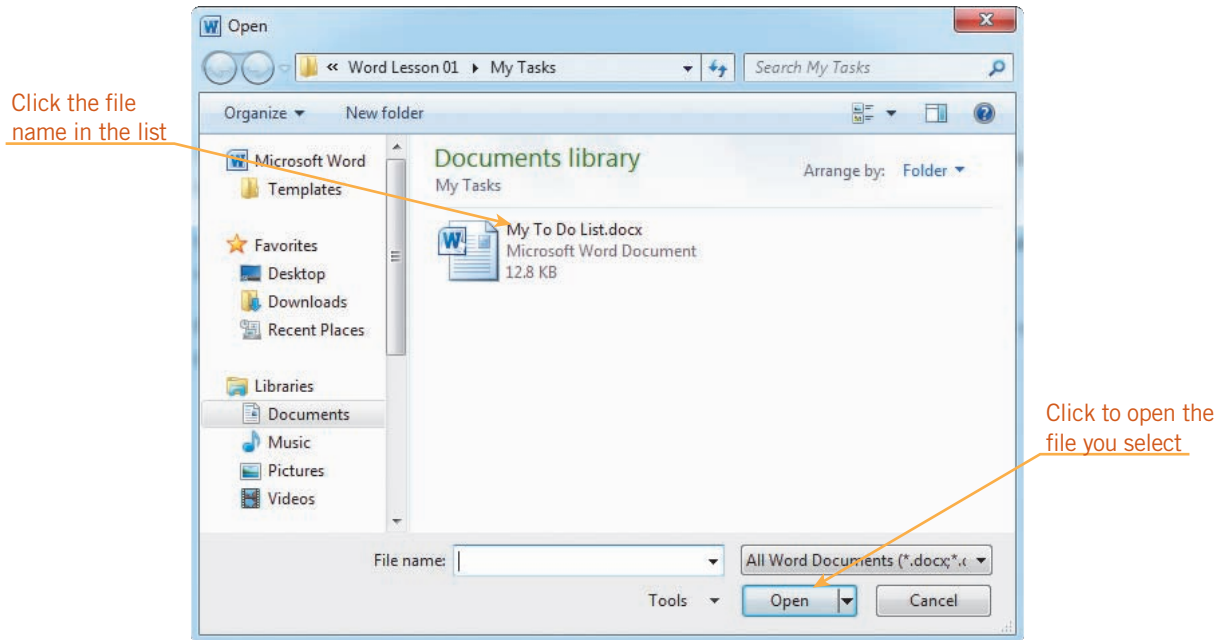 Open
« Word Lesson 01 ▸ My Tasks
Search My Tasks
Click the file
name in the list
Organize
New folder
Microsoft Word
Templates
Favorites
Desktop
Downloads
Recent Places
Libraries
Documents
Music
Pictures
Videos
Documents library
My Tasks
Arrange by: Folder
My To Do List.docx
Microsoft Word Document
12.8 KB
Click to open the
file you select
File name:
All Word Documents (*.docx;*.c
Tools
Open
Cancel